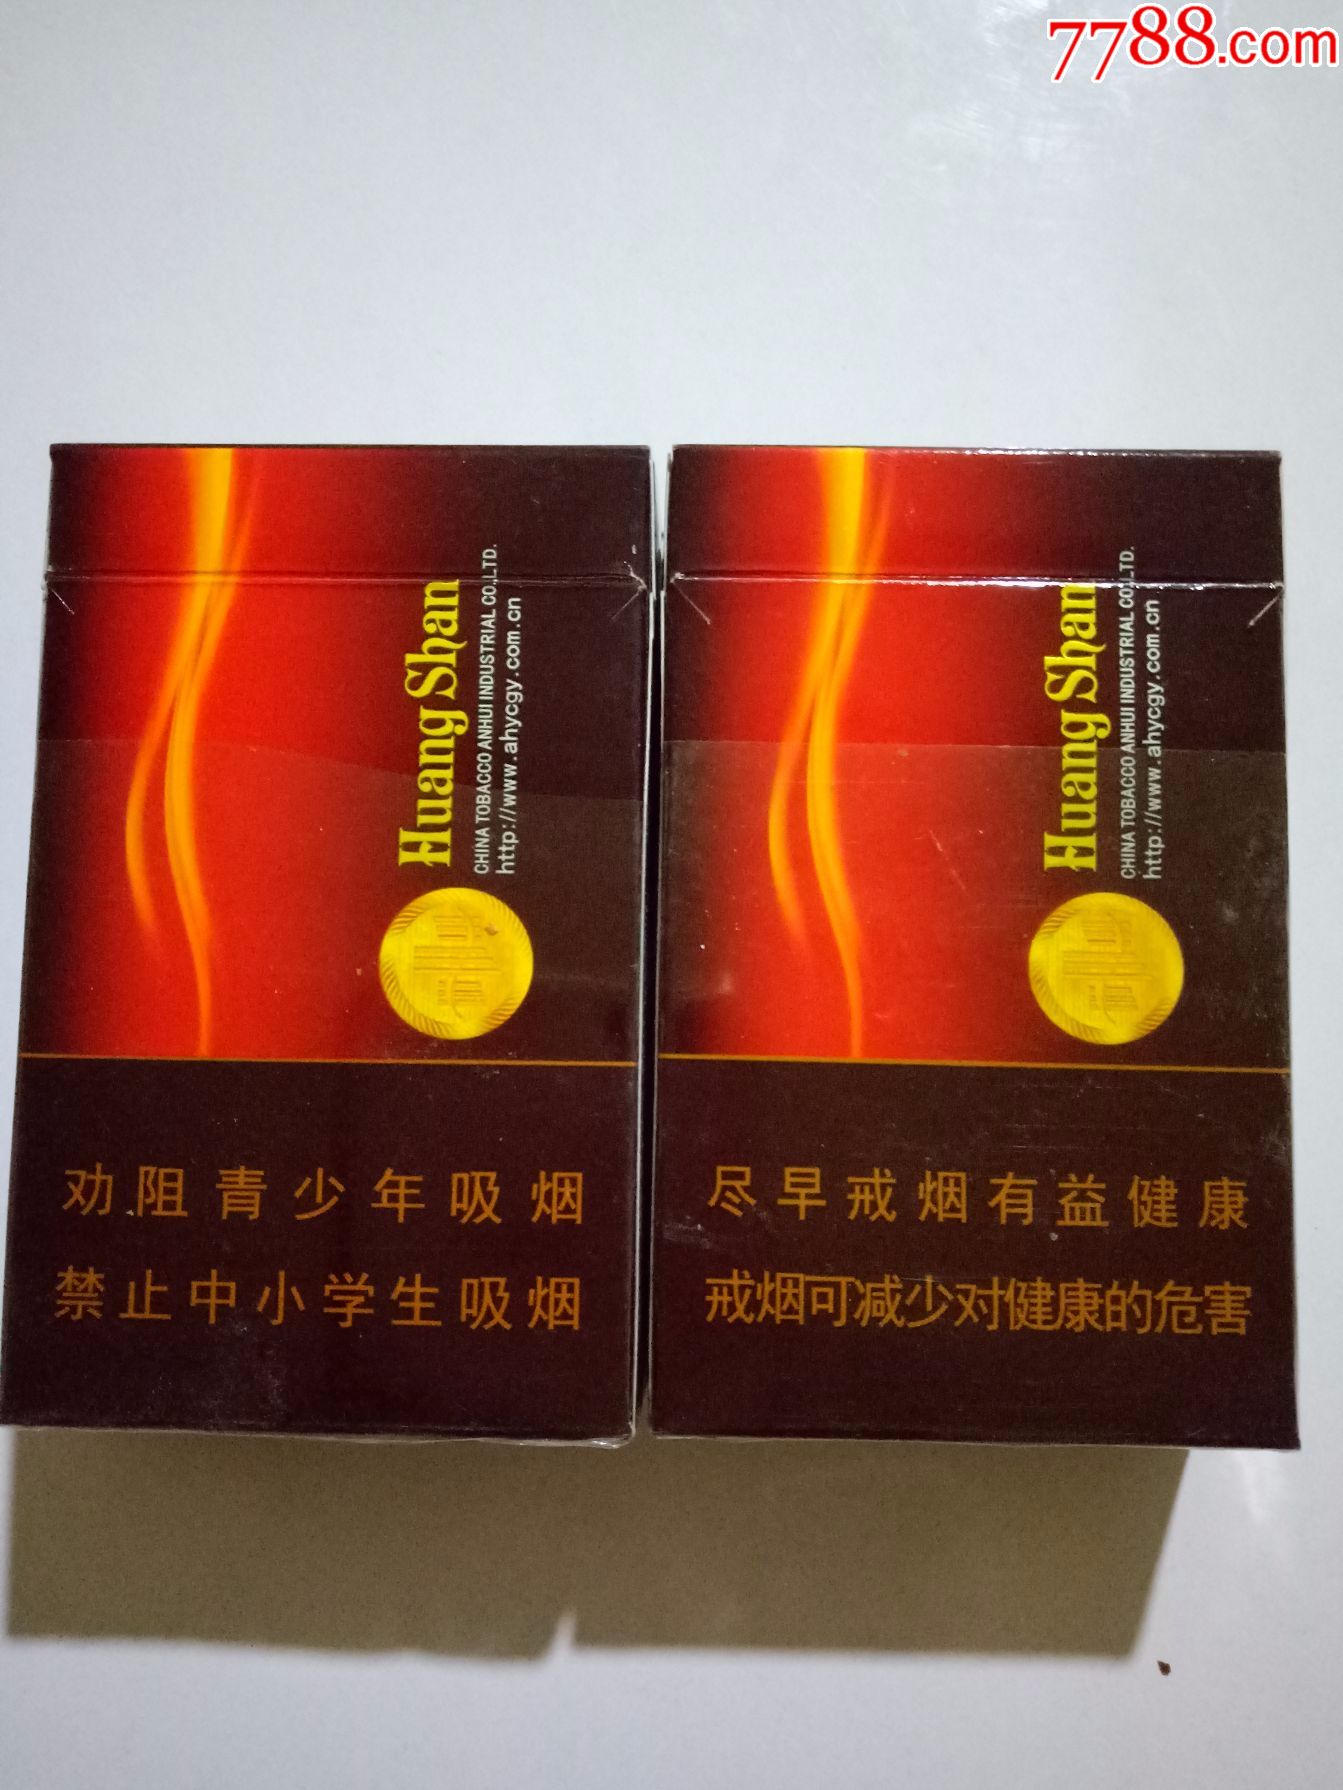 7788.com
Huang Shan
CHINA TOBACCO ANHUI INDUSTRIAL CO.,LTD.
http://www.ahycgy.com.cn
劝阻青少年吸烟
禁止中小学生吸烟
Huang Shan
CHINA TOBACCO ANHUI INDUSTRIAL CO.,LTD.
http://www.ahycgy.com.cn
尽早戒烟有益健康
戒烟可减少对健康的危害